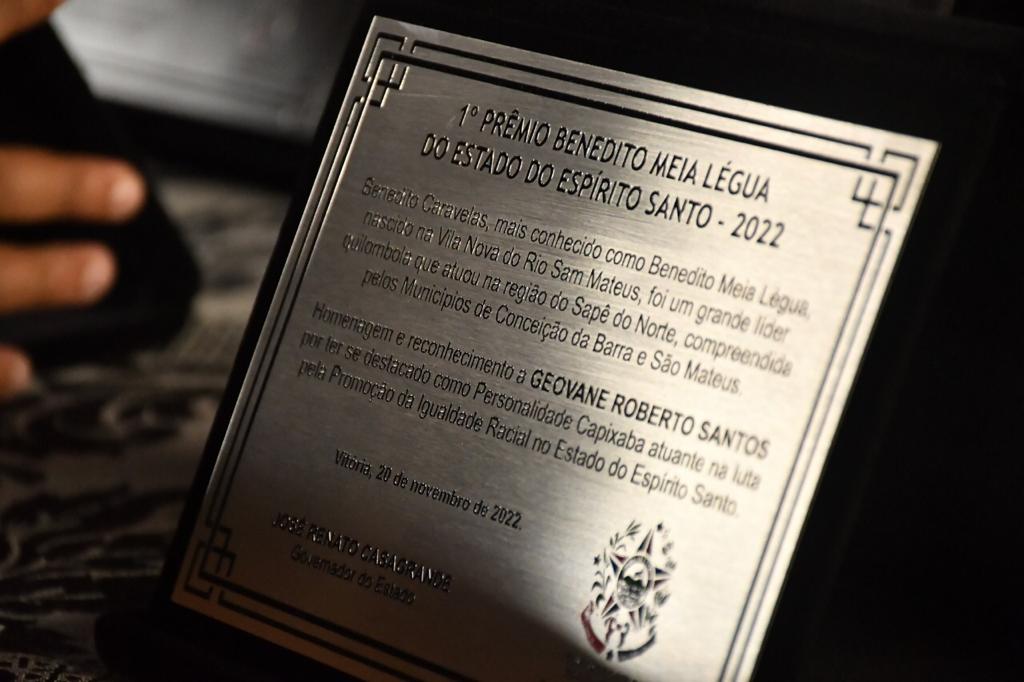 1º PRÊMIO BENEDITO MEIA LÉGUA
DO ESTADO DO ESPÍRITO SANTO - 2022
Benedito Caravelas, mais conhecido como Benedito Meia Légua,
nascido na Vila Nova do Rio Sam Mateus, foi um grande líder
quilombola que atuou na região do Sapê do Norte, compreendida
pelos Municípios de Conceição da Barra e São Mateus.
Homenagem e reconhecimento a GEOVANE ROBERTO SANTOS
por ter se destacado como Personalidade Capixaba atuante na luta
pela Promoção da Igualdade Racial no Estado do Espírito Santo.
Vitória, 20 de novembro de 2022.
JOSÉ RENATO CASAGRANDE
Governador do Estado